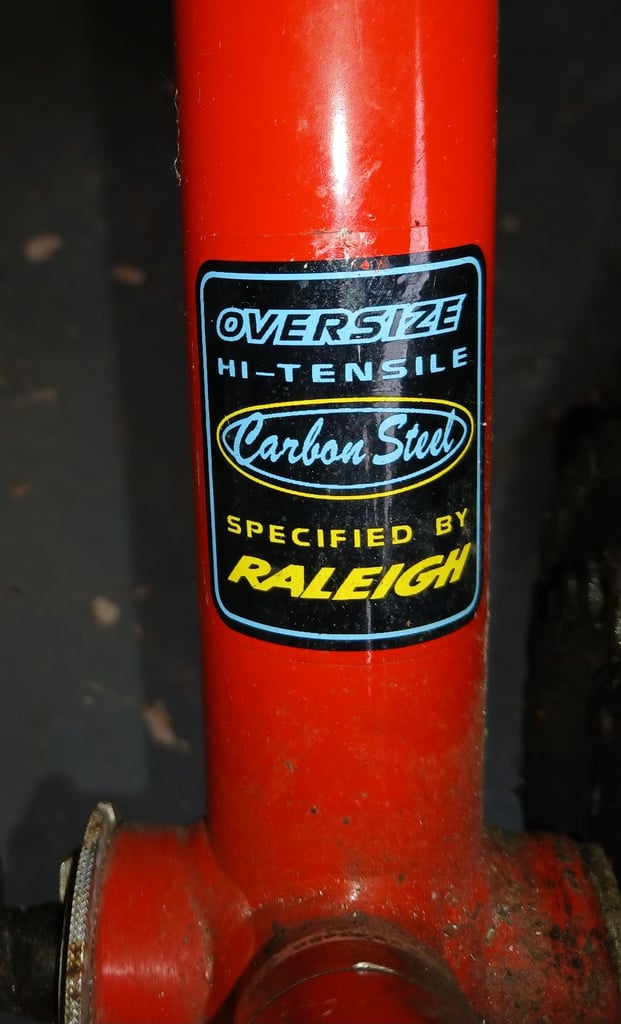 OVERSIZE
HI-TENSILE
Carbon Steel
SPECIFIED BY
RALEIGH